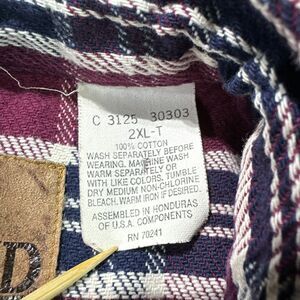 C 3125 30303
2XL-T
100% COTTON
WASH SEPARATELY BEFORE
WEARING. MACHINE WASH
WARM SEPARATELY OR
WITH LIKE COLORS, TUMBLE
DRY MEDIUM NON-CHLORINE
BLEACH. WARM IRON IF DESIRED.
ASSEMBLED IN HONDURAS
OF U.S.A. COMPONENTS
RN 70241
D